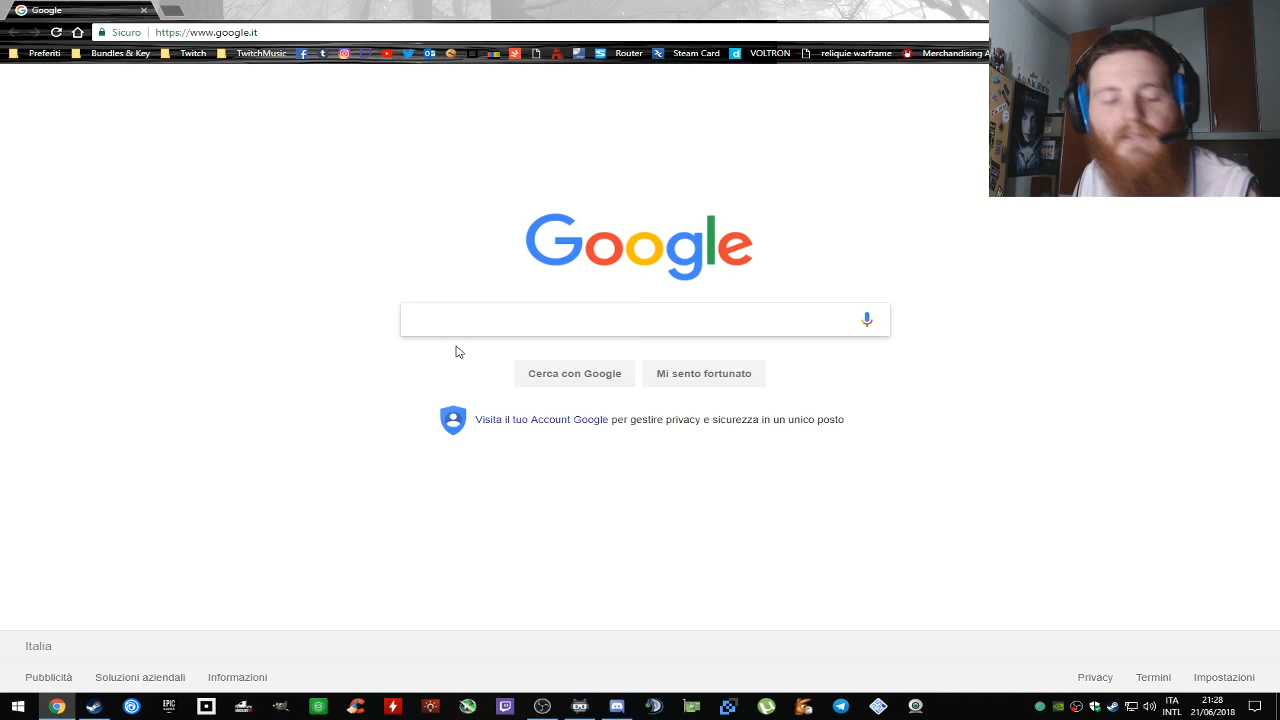 Google
Sicuro https://www.google.it
Preferiti Bundles & Key Twitch TwitchMusic Router Steam Card VOLTRON reliquie warframe Merchandising A
Google
Cerca con Google Mi sento fortunato
Visita il tuo Account Google per gestire privacy e sicurezza in un unico posto
Italia
Pubblicità Soluzioni aziendali Informazioni Privacy Termini Impostazioni
EPIC GAMES ITA 21:28
INTL 21/06/2018